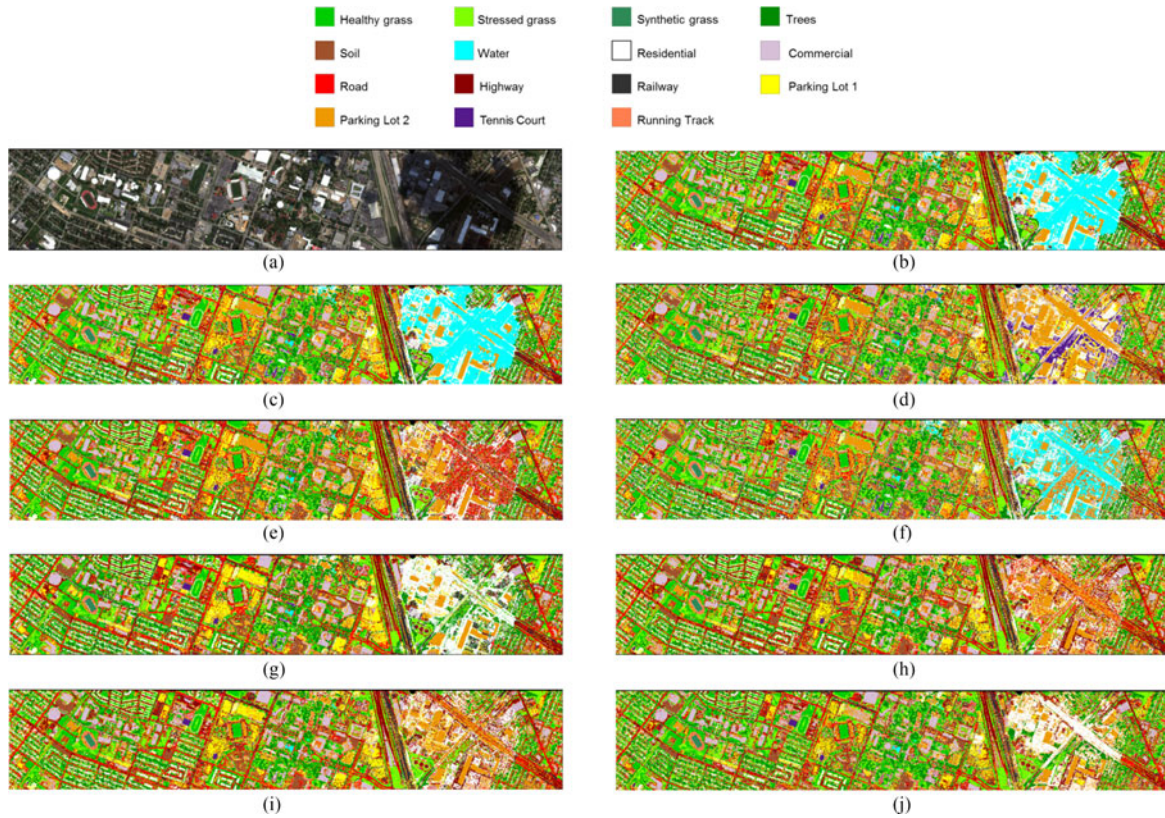 Healthy grass Stressed grass Synthetic grass Trees
Soil Water Residential Commercial
Road Highway Railway Parking Lot 1
Parking Lot 2 Tennis Court Running Track
(a) (b)
(c) (d)
(e) (f)
(g) (h)
(i) (j)